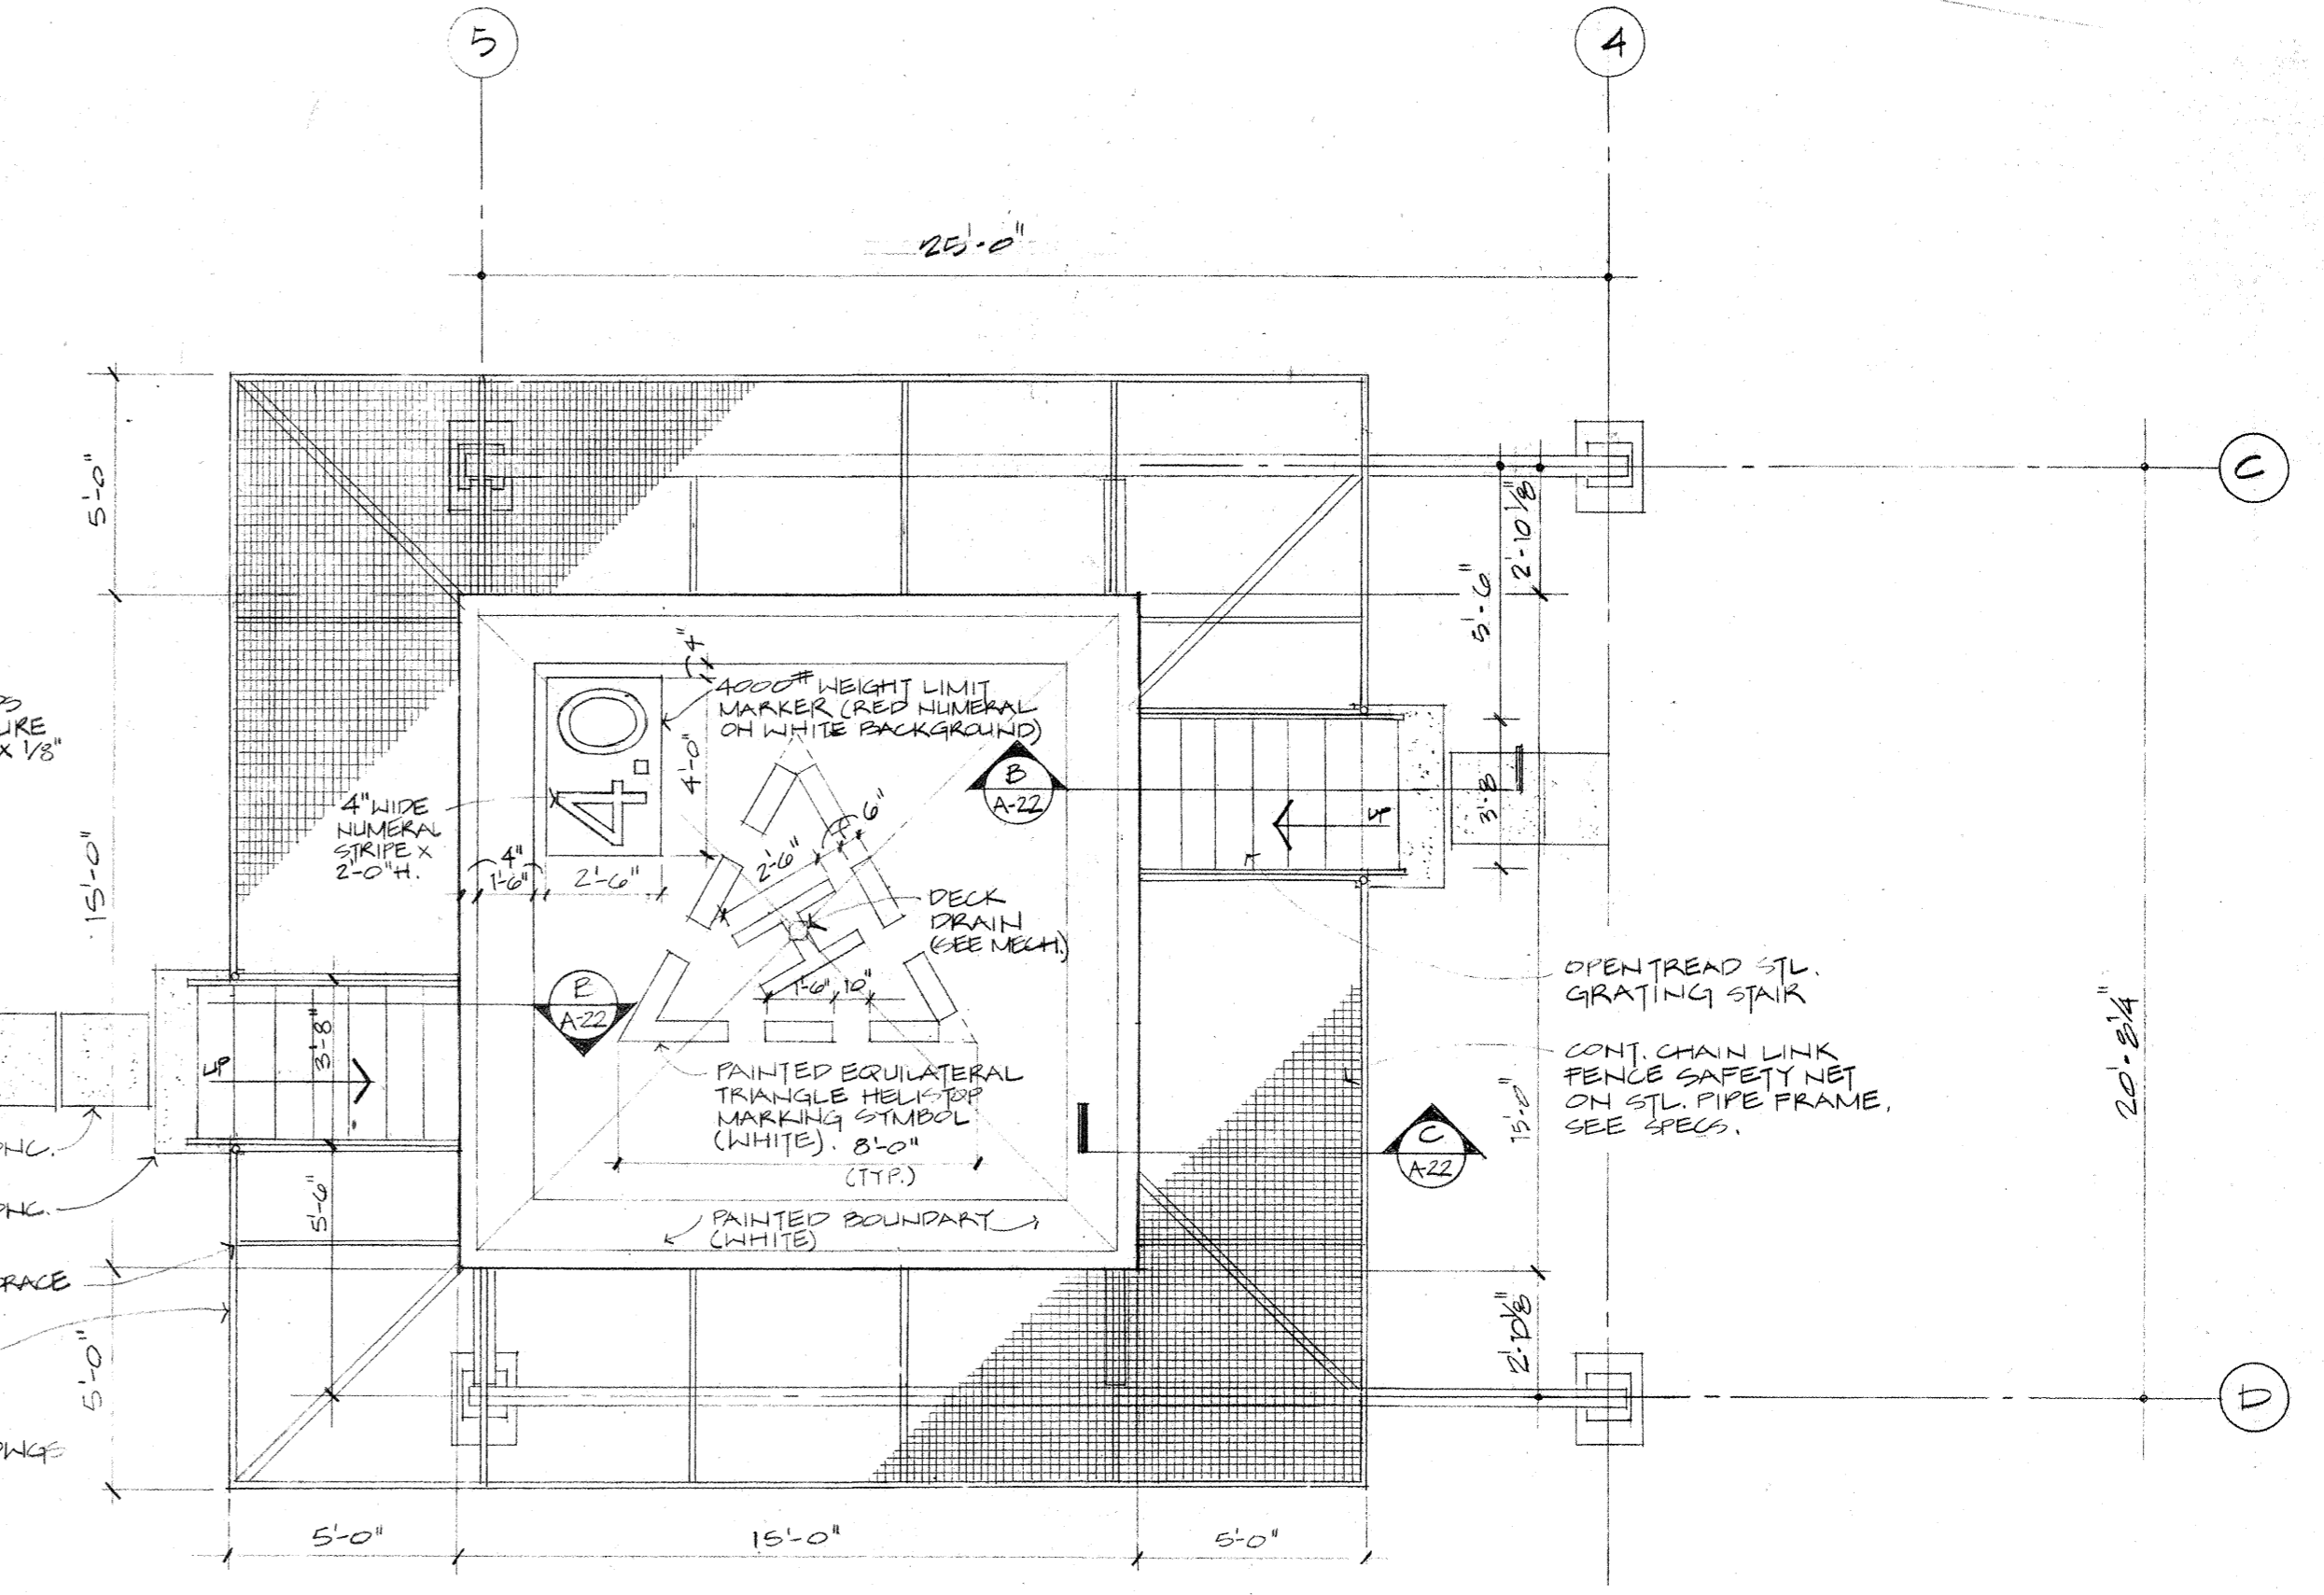 5
4
25'-0"
C
5'-0"
2'-10 1/8"
5'-6"
4"
4000# WEIGHT LIMIT
MARKER (RED NUMERAL
ON WHITE BACKGROUND)
URE
X 1/8"
4.0
4'-0"
B
A-22
3'-8"
UP
4" WIDE
NUMERAL
STRIPE X
2'-0" H.
6"
2'-6"
4"
1'-6"
2'-6"
15'-0"
DECK
DRAIN
(SEE MECH.)
1'-6"
10"
OPEN TREAD STL.
GRATING STAIR
A-22
3'-8"
UP
CONT. CHAIN LINK
FENCE SAFETY NET
ON STL. PIPE FRAME,
SEE SPECS.
20'-8 1/4"
PAINTED EQUILATERAL
TRIANGLE HELISTOP
MARKING SYMBOL
(WHITE).
8'-0"
(TYP.)
15'-0"
C
A-22
5'-6"
PAINTED BOUNDARY
(WHITE)
2'-10 1/8"
5'-0"
D
5'-0"
15'-0"
5'-0"